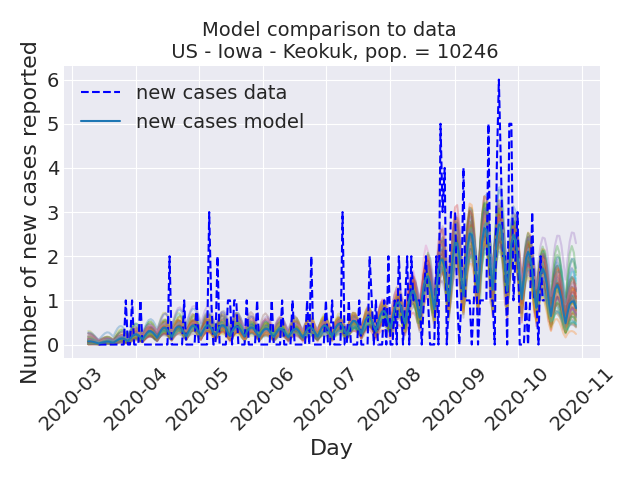 Model comparison to data
US - Iowa - Keokuk, pop. = 10246
Number of new cases reported
6
5
4
3
2
1
0
new cases data
new cases model
2020-03
2020-04
2020-05
2020-06
2020-07
2020-08
2020-09
2020-10
2020-11
Day